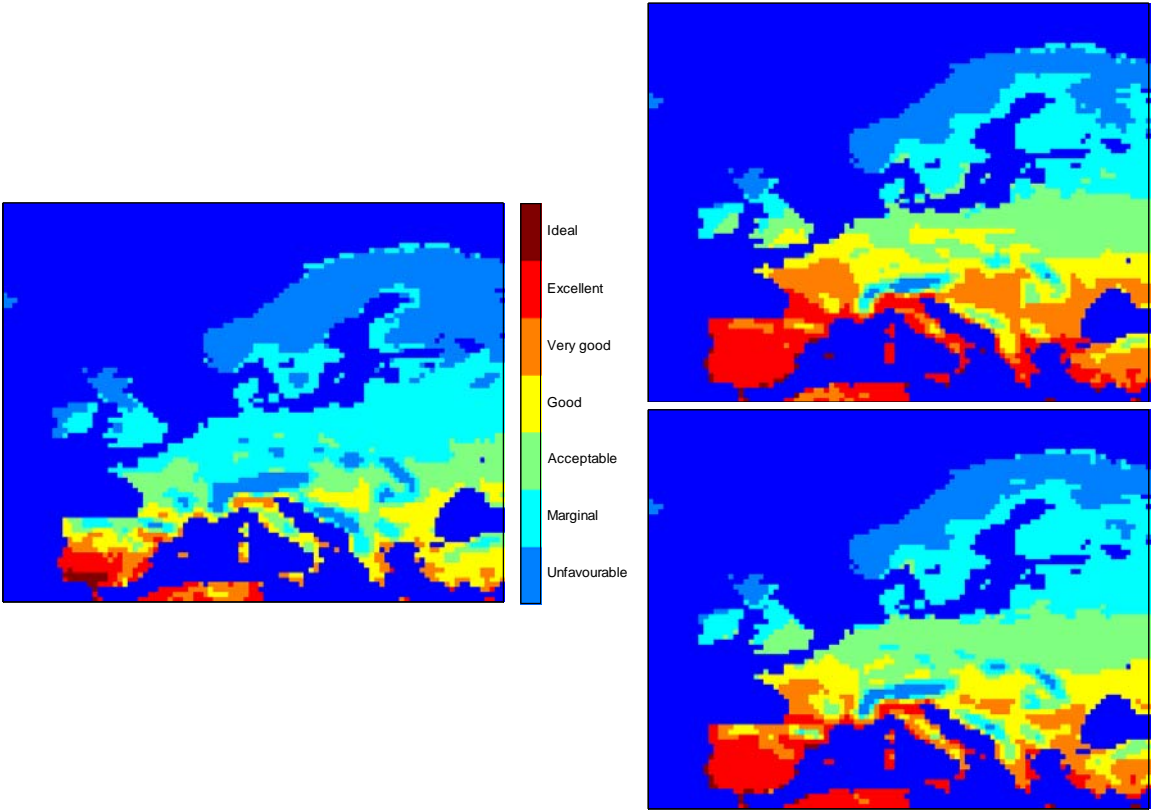 Ideal
Excellent
Very good
Good
Acceptable
Marginal
Unfavourable